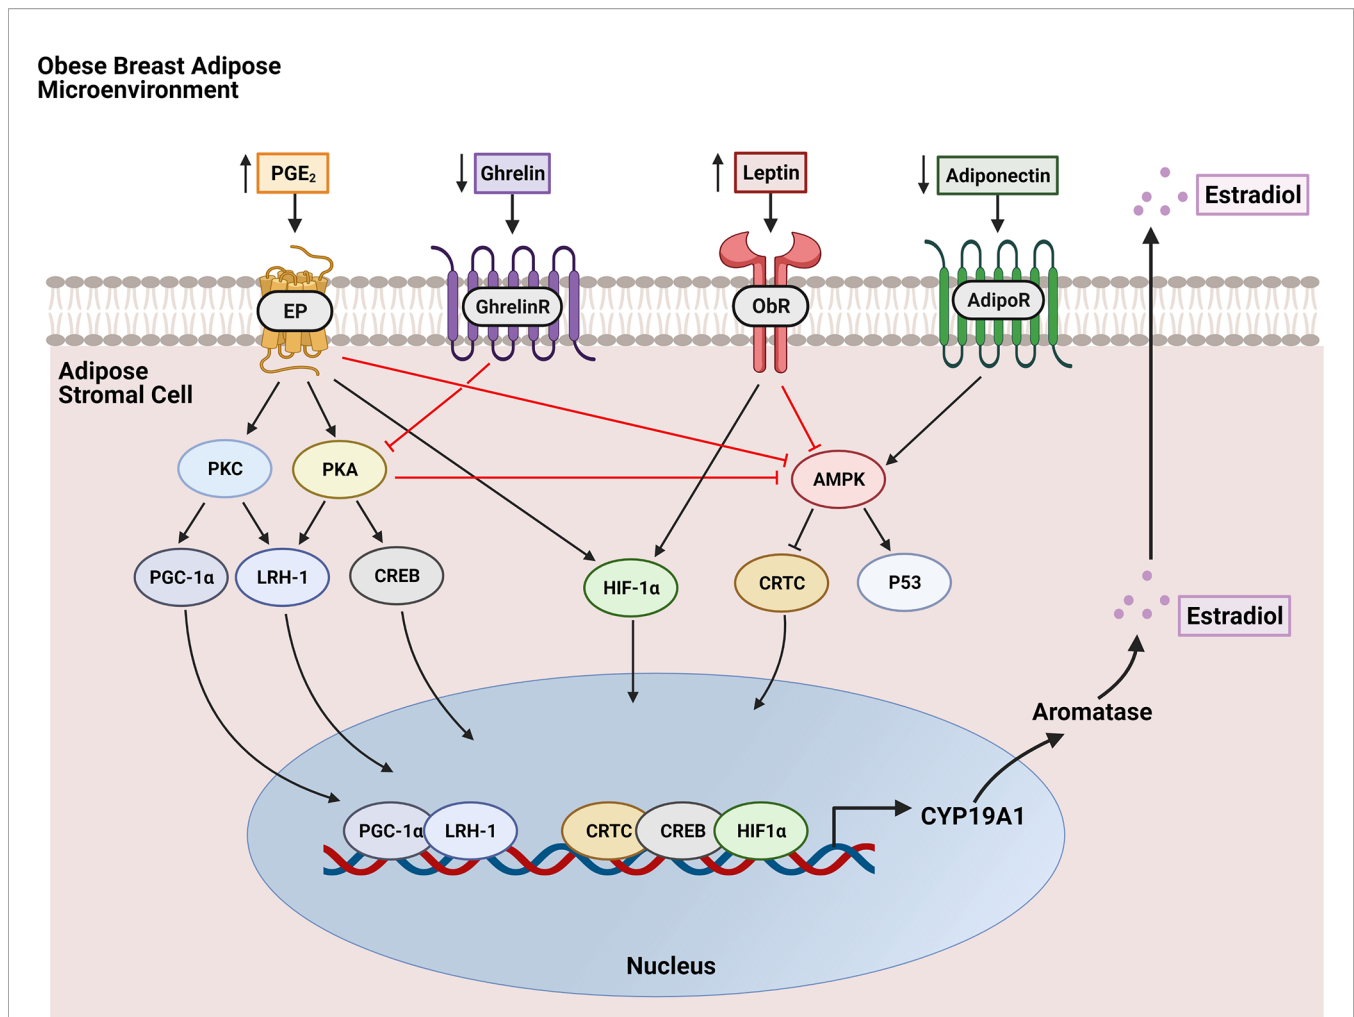 Obese Breast Adipose
Microenvironment
PGE₂
Ghrelin
Leptin
Adiponectin
Estradiol
EP
GhrelinR
ObR
AdipoR
Adipose
Stromal Cell
PKC
PKA
AMPK
PGC-1α
LRH-1
CREB
HIF-1α
CRTC
P53
Estradiol
Aromatase
PGC-1α
LRH-1
CRTC
CREB
HIF1α
CYP19A1
Nucleus